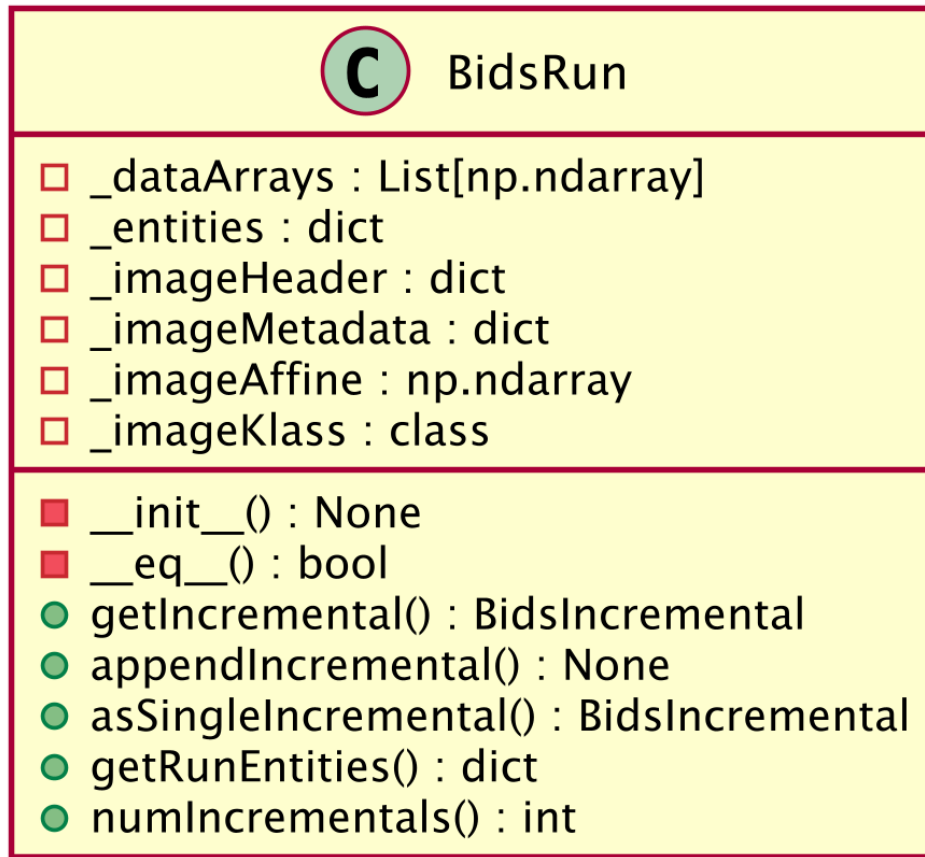 C BidsRun
_dataArrays : List[np.ndarray]
_entities : dict
_imageHeader : dict
_imageMetadata : dict
_imageAffine : np.ndarray
_imageKlass : class
__init__() : None
__eq__() : bool
getIncremental() : BidsIncremental
appendIncremental() : None
asSingleIncremental() : BidsIncremental
getRunEntities() : dict
numIncrementals() : int